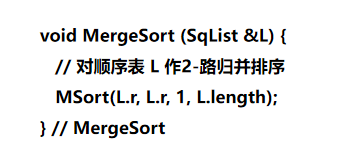 void MergeSort (SqList &L) {
// 对顺序表 L 作2-路归并排序
MSort(L.r, L.r, 1, L.length);
} // MergeSort